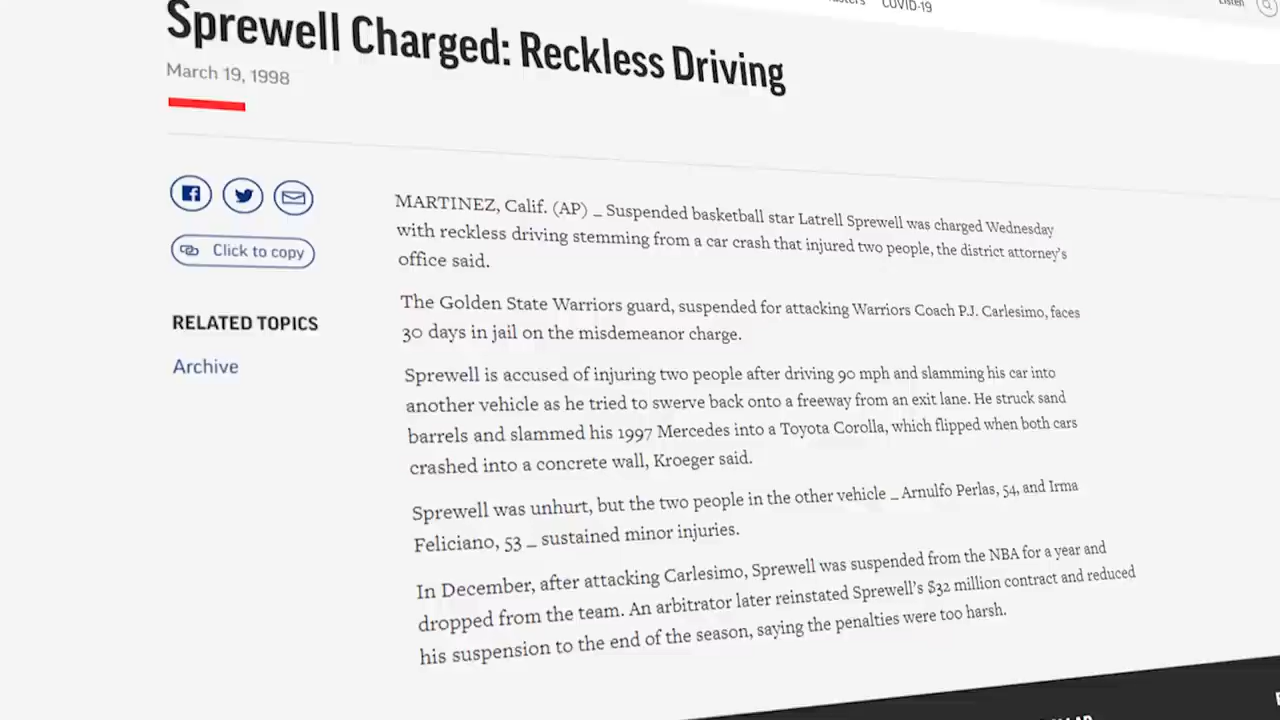 COVID-19
Listen
Sprewell Charged: Reckless Driving
March 19, 1998
Click to copy
RELATED TOPICS
Archive
MARTINEZ, Calif. (AP) _ Suspended basketball star Latrell Sprewell was charged Wednesday
with reckless driving stemming from a car crash that injured two people, the district attorney's
office said.
The Golden State Warriors guard, suspended for attacking Warriors Coach P.J. Carlesimo, faces
30 days in jail on the misdemeanor charge.
Sprewell is accused of injuring two people after driving 90 mph and slamming his car into
another vehicle as he tried to swerve back onto a freeway from an exit lane. He struck sand
barrels and slammed his 1997 Mercedes into a Toyota Corolla, which flipped when both cars
crashed into a concrete wall, Kroeger said.
Sprewell was unhurt, but the two people in the other vehicle _ Arnulfo Perlas, 54, and Irma
Feliciano, 53 _ sustained minor injuries.
In December, after attacking Carlesimo, Sprewell was suspended from the NBA for a year and
dropped from the team. An arbitrator later reinstated Sprewell's $32 million contract and reduced
his suspension to the end of the season, saying the penalties were too harsh.